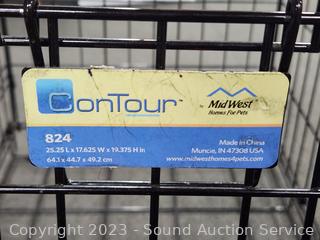 ConTour™
MidWest®
Homes For Pets
824
25.25 L x 17.625 W x 19.375 H in
64.1 x 44.7 x 49.2 cm
Made in China
Muncie, IN 47308 USA
www.midwesthomes4pets.com
Copyright 2023 - Sound Auction Service